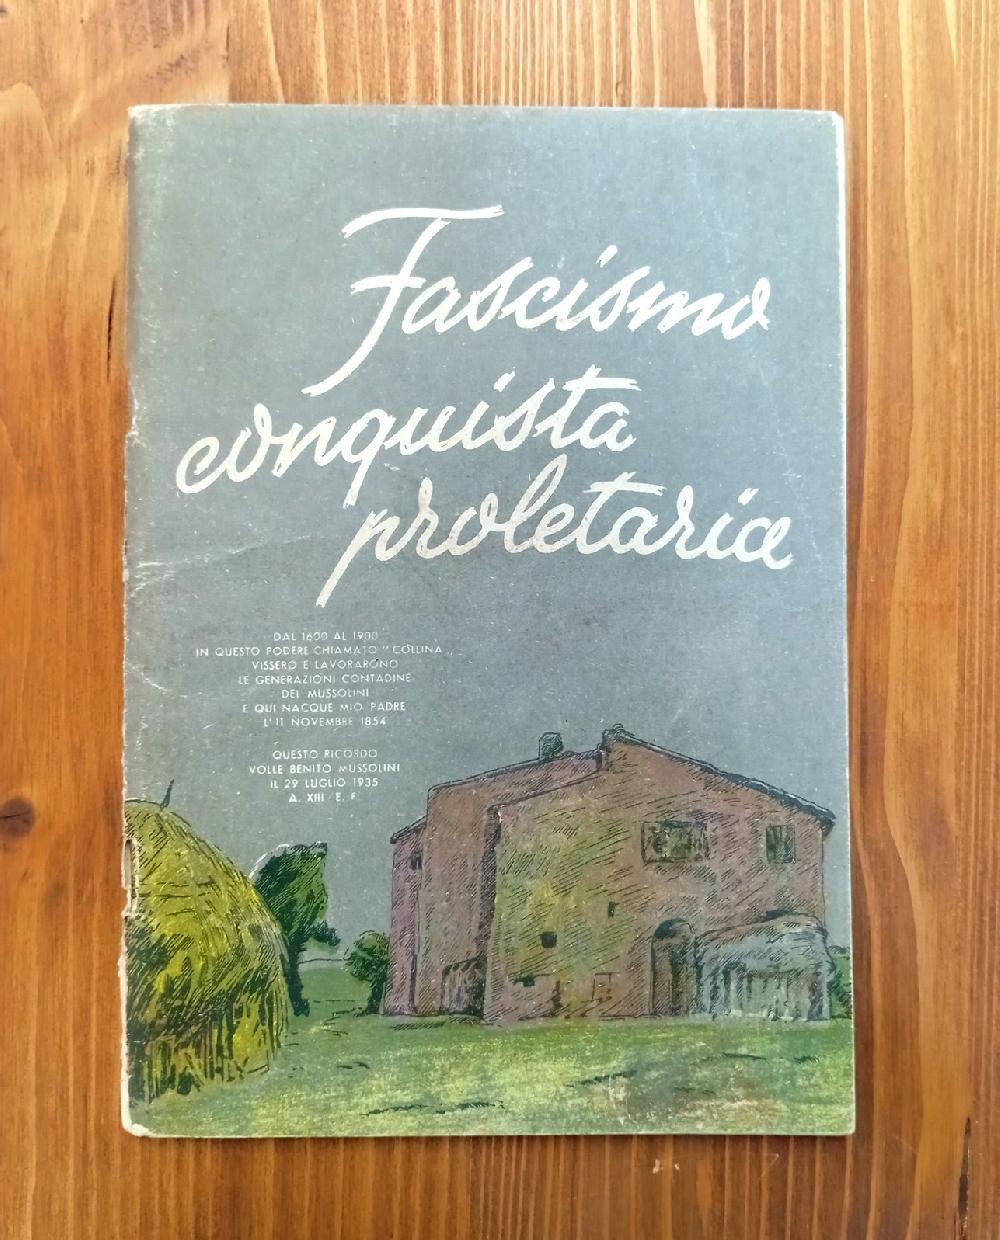 Fascismo
conquista
proletaria
DAL 1600 AL 1900
IN QUESTO PODERE CHIAMATO "COLLINA"
VISSERO E LAVORARONO
LE GENERAZIONI CONTADINE
DEI MUSSOLINI
E QUI NACQUE MIO PADRE
L'11 NOVEMBRE 1854
QUESTO RICORDO
VOLLE BENITO MUSSOLINI
IL 29 LUGLIO 1935
A. XIII E. F.